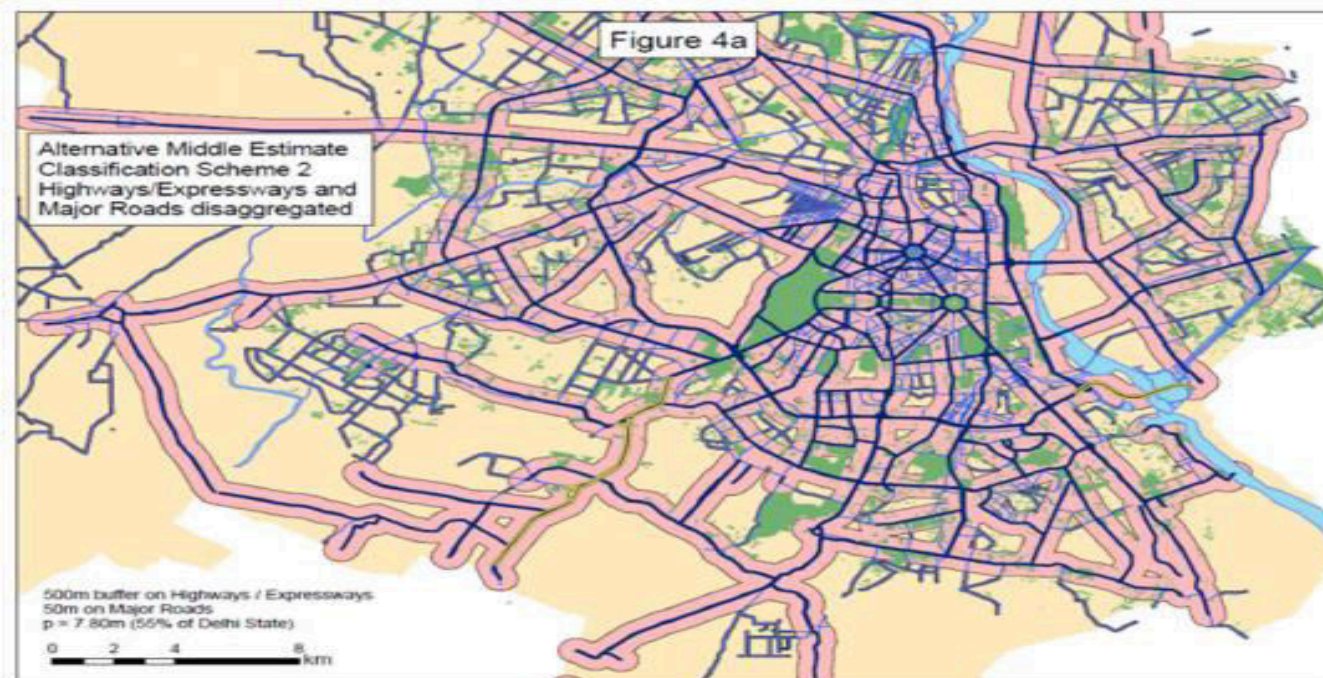 Figure 4a
Alternative Middle Estimate
Classification Scheme 2
Highways/Expressways and
Major Roads disaggregated
500m buffer on Highways / Expressways
50m on Major Roads
p = 7.80m (55% of Delhi State)
0 2 4 8
km